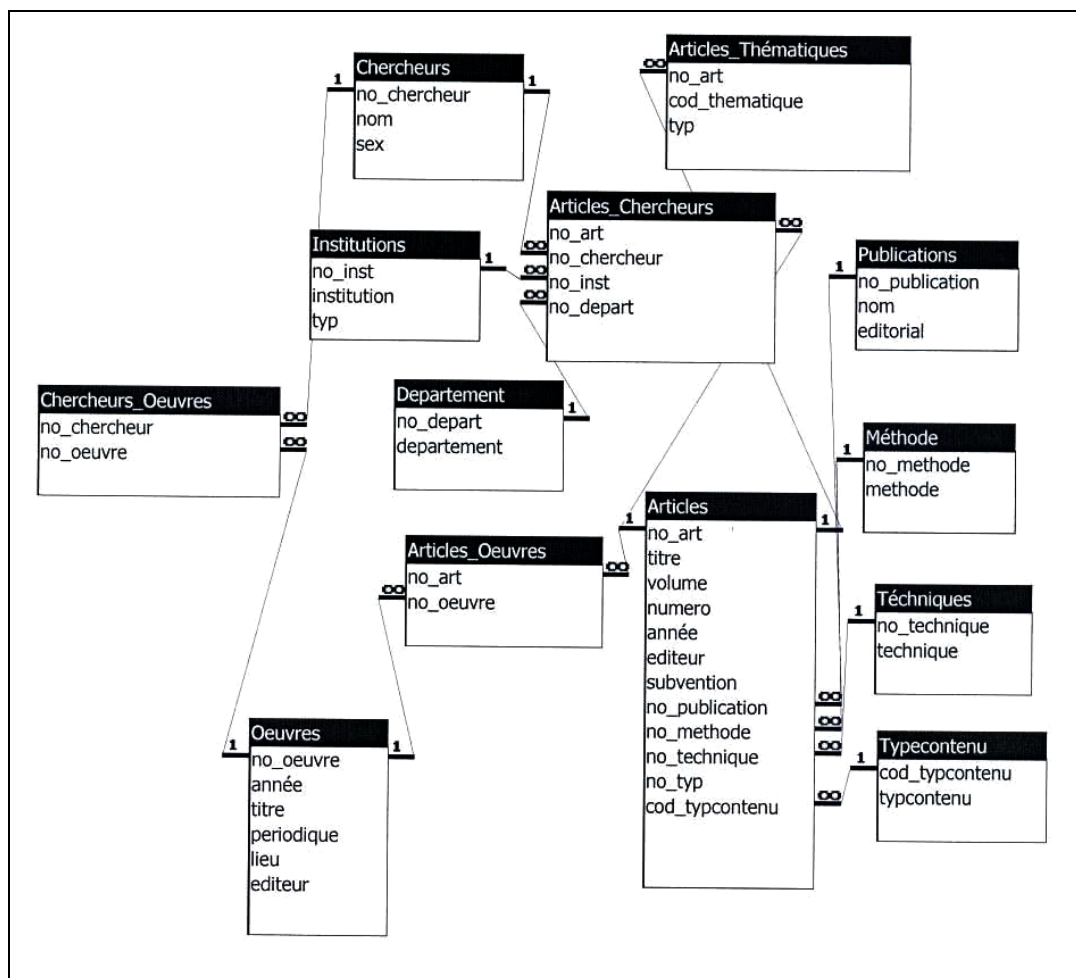 Chercheurs
no_chercheur
nom
sex
1
1
Articles_Thématiques
no_art
cod_thematique
typ
∞
Articles_Chercheurs
no_art
no_chercheur
no_inst
no_depart
∞
∞
∞
∞
Institutions
no_inst
institution
typ
1
Publications
no_publication
nom
editorial
1
Chercheurs_Oeuvres
no_chercheur
no_oeuvre
∞
∞
Departement
no_depart
departement
1
Méthode
no_methode
methode
1
Articles
no_art
titre
volume
numero
année
editeur
subvention
no_publication
no_methode
no_technique
no_typ
cod_typcontenu
1
1
∞
∞
∞
∞
Articles_Oeuvres
no_art
no_oeuvre
∞
∞
Téchniques
no_technique
technique
1
Oeuvres
no_oeuvre
année
titre
periodique
lieu
editeur
1
1
Typecontenu
cod_typcontenu
typcontenu
1